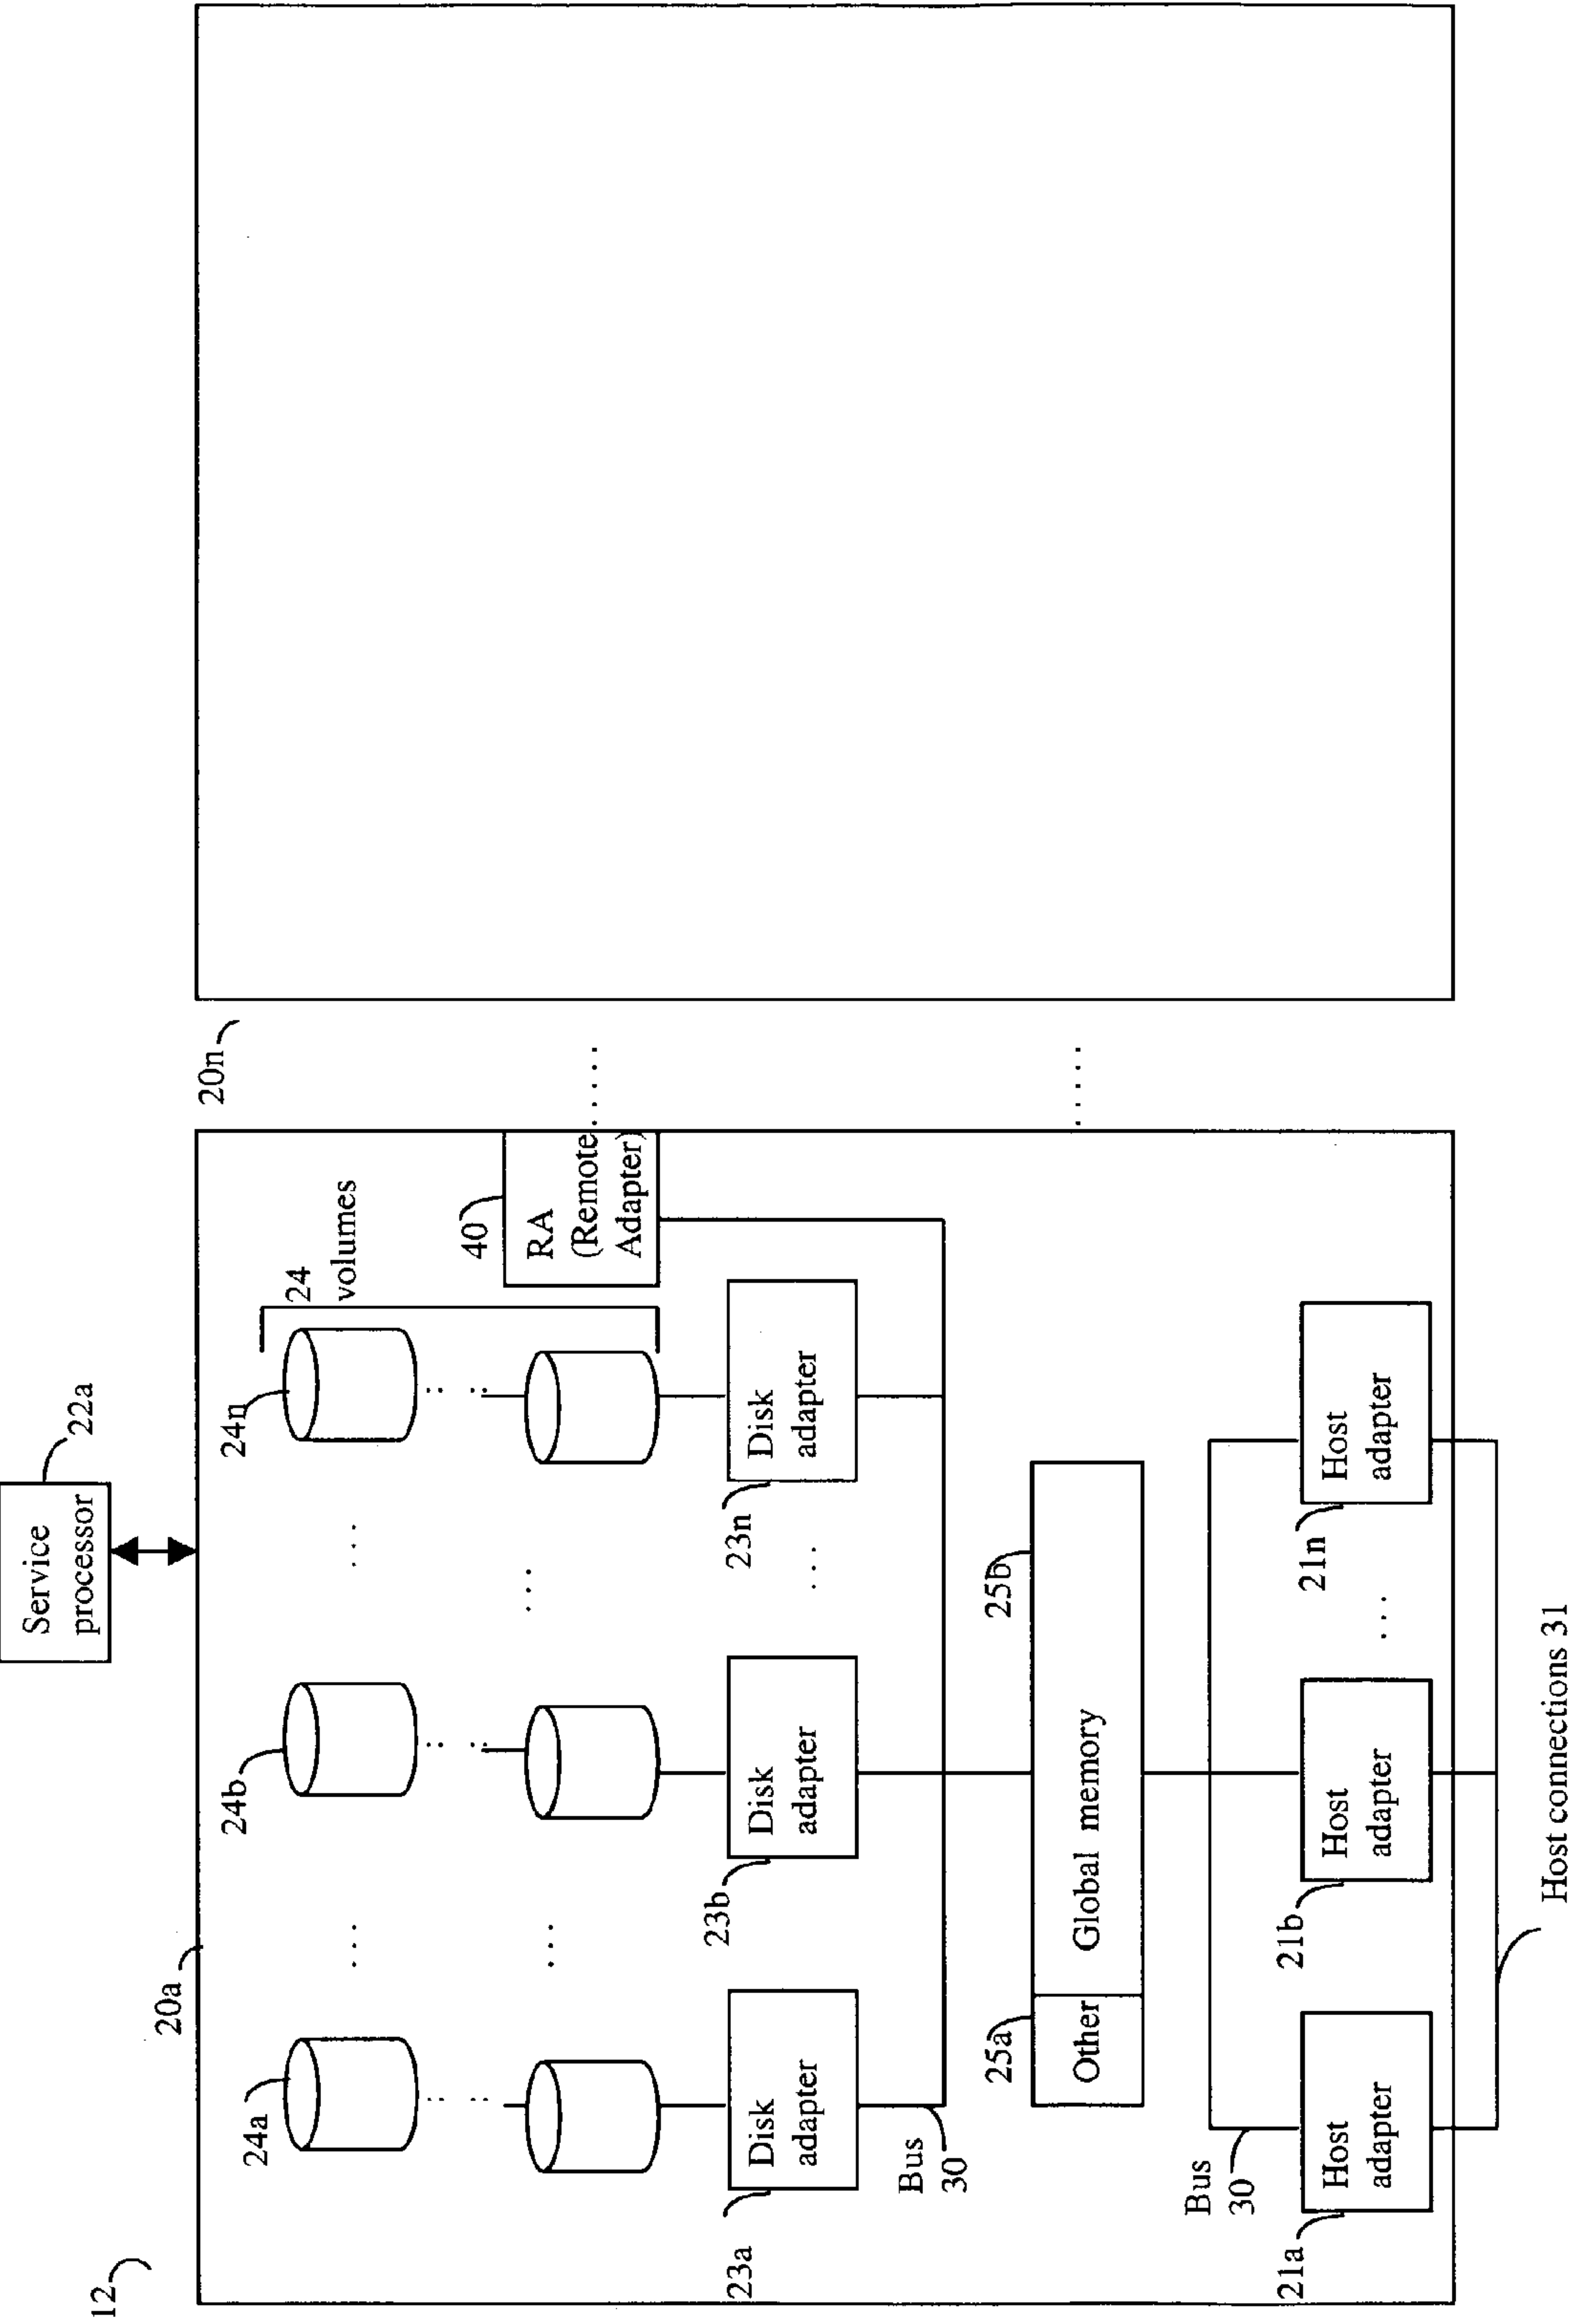 12
Service
processor
22a
20a
20n
24a
24b
24n
24
volumes
40
RA
(Remote
Adapter)
......
23a
Disk
adapter
23b
Disk
adapter
...
23n
Disk
adapter
Bus
30
25a
Other
Global memory
25b
.....
Bus
30
21a
Host
adapter
21b
Host
adapter
...
21n
Host
adapter
Host connections 31